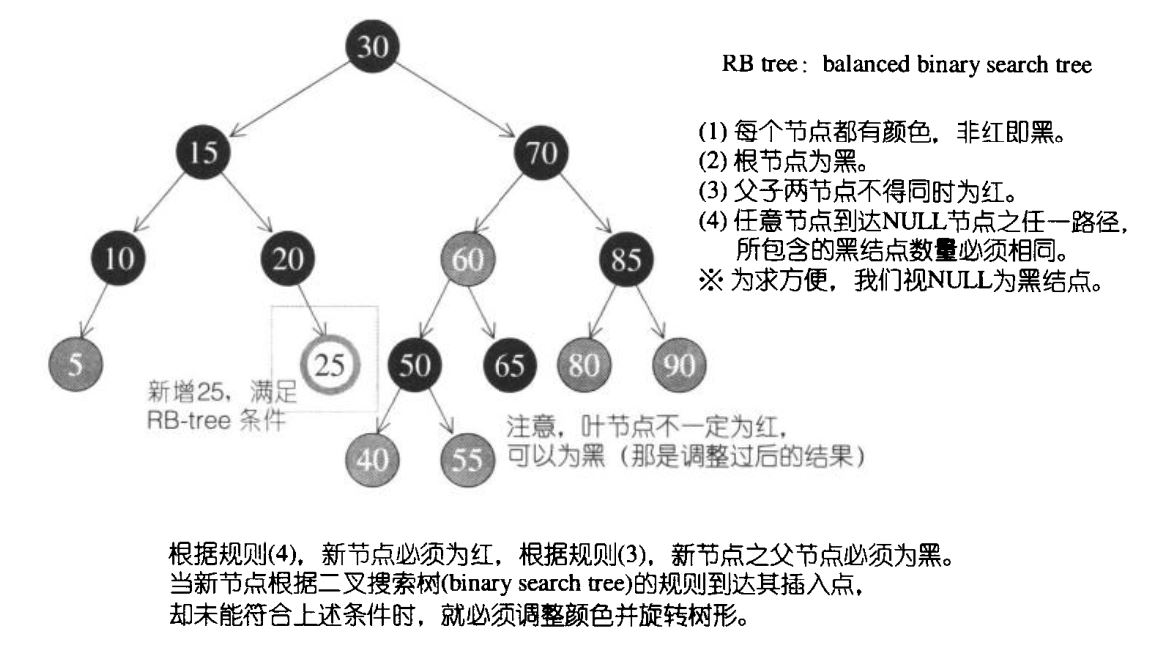 30
RB tree: balanced binary search tree
15
70
(1) 每个节点都有颜色，非红即黑。
(2) 根节点为黑。
(3) 父子两节点不得同时为红。
(4) 任意节点到达NULL节点之任一路径，
所包含的黑结点数量必须相同。
※ 为求方便，我们视NULL为黑结点。
10
20
60
85
5
25
50
65
80
90
新增25，满足
RB-tree 条件
40
55
注意，叶节点不一定为红，
可以为黑（那是调整过后的结果）
根据规则(4)，新节点必须为红，根据规则(3)，新节点之父节点必须为黑。
当新节点根据二叉搜索树(binary search tree)的规则到达其插入点，
却未能符合上述条件时，就必须调整颜色并旋转树形。